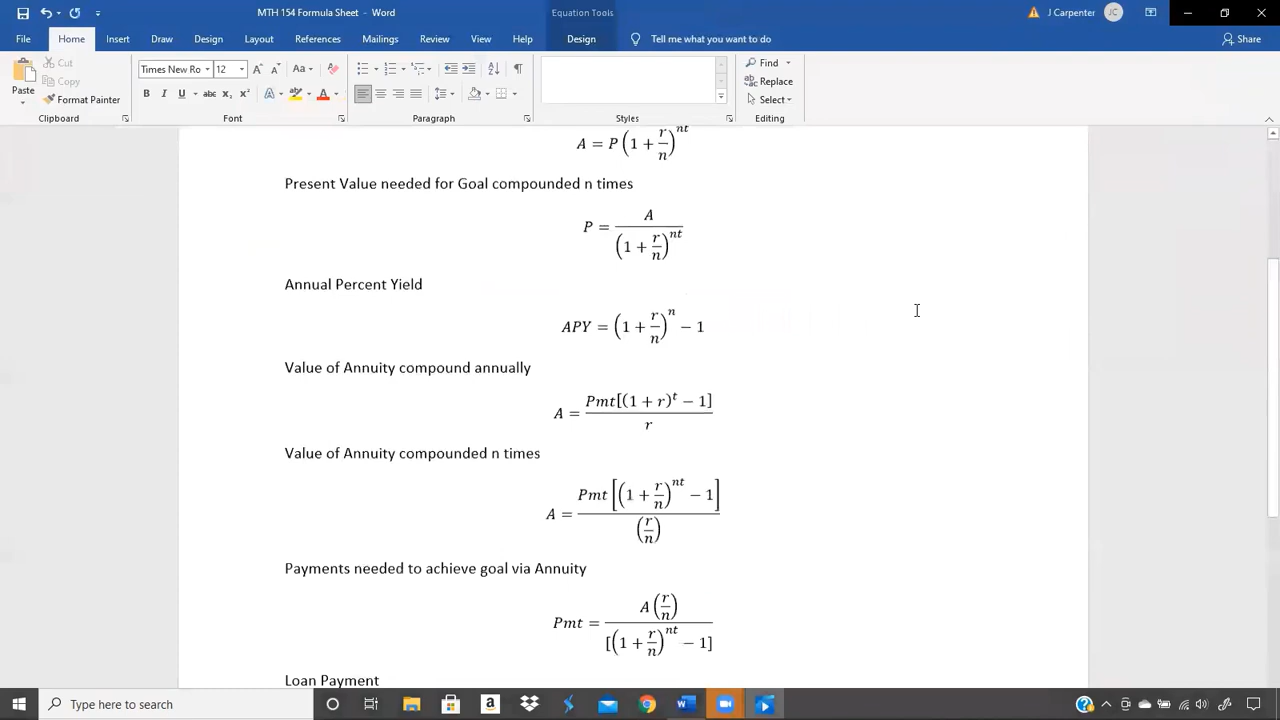 MTH 154 Formula Sheet - Word
Equation Tools
J Carpenter
JC
File
Home
Insert
Draw
Design
Layout
References
Mailings
Review
View
Help
Design
Tell me what you want to do
Share
Paste
Cut
Copy
Format Painter
Clipboard
Times New Ro
12
Aa
B I U abc x₂ x²
A
Font
Paragraph
Styles
Find
Replace
Select
Editing
A = P(1 + r/n)^nt
Present Value needed for Goal compounded n times
P = A / (1 + r/n)^nt
Annual Percent Yield
APY = (1 + r/n)^n − 1
Value of Annuity compound annually
A = Pmt[(1 + r)^t − 1] / r
Value of Annuity compounded n times
A = Pmt[(1 + r/n)^nt − 1] / (r/n)
Payments needed to achieve goal via Annuity
Pmt = A(r/n) / [(1 + r/n)^nt − 1]
Loan Payment
Type here to search